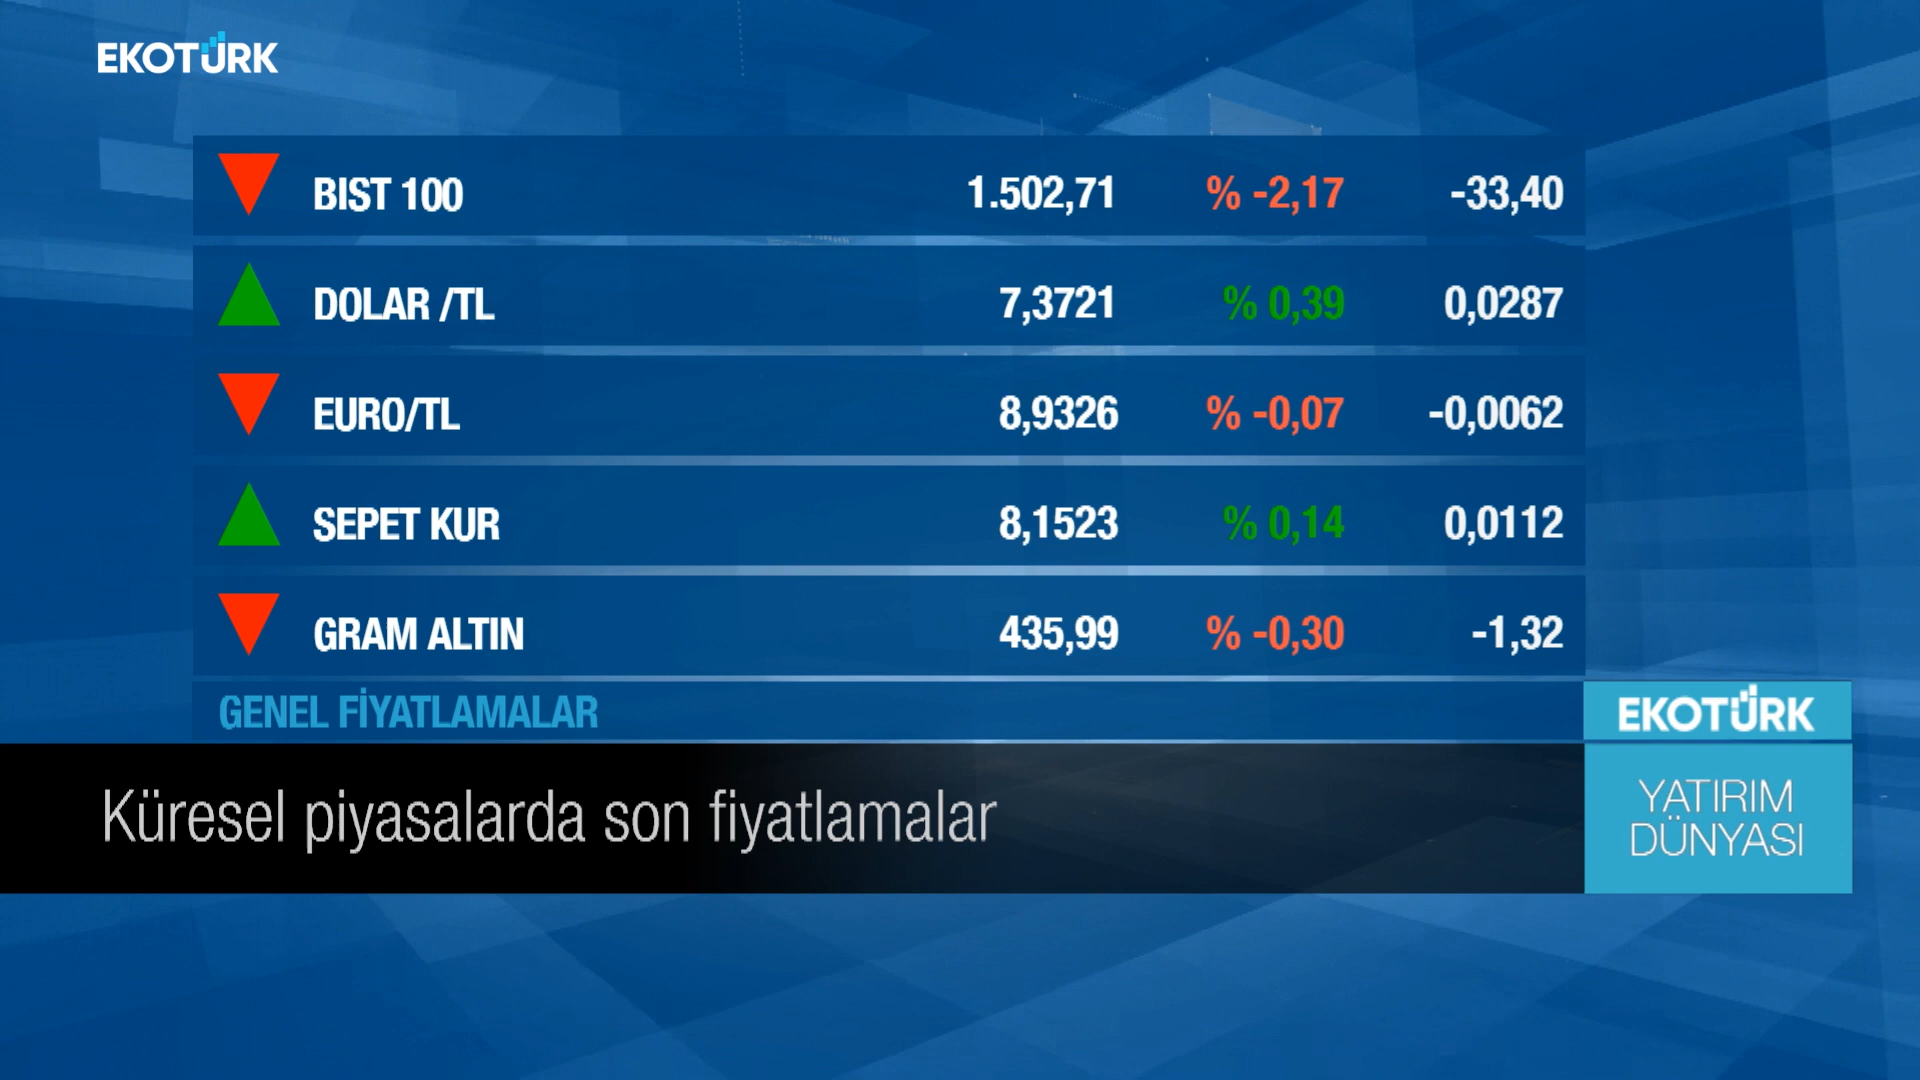 EKOTÜRK
BIST 100 1.502,71 % -2,17 -33,40
DOLAR /TL 7,3721 % 0,39 0,0287
EURO/TL 8,9326 % -0,07 -0,0062
SEPET KUR 8,1523 % 0,14 0,0112
GRAM ALTIN 435,99 % -0,30 -1,32
GENEL FİYATLAMALAR
EKOTÜRK
Küresel piyasalarda son fiyatlamalar
YATIRIM
DÜNYASI